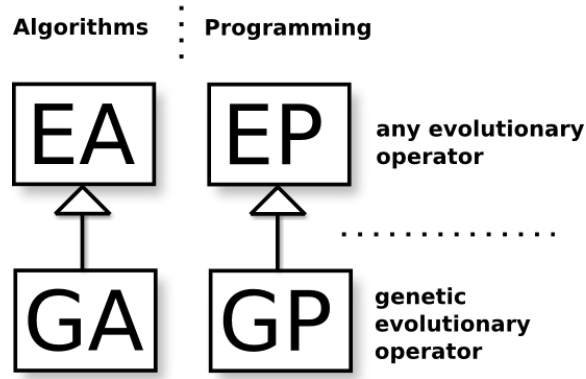 Algorithms
Programming
EA
EP
any evolutionary
operator
GA
GP
genetic
evolutionary
operator